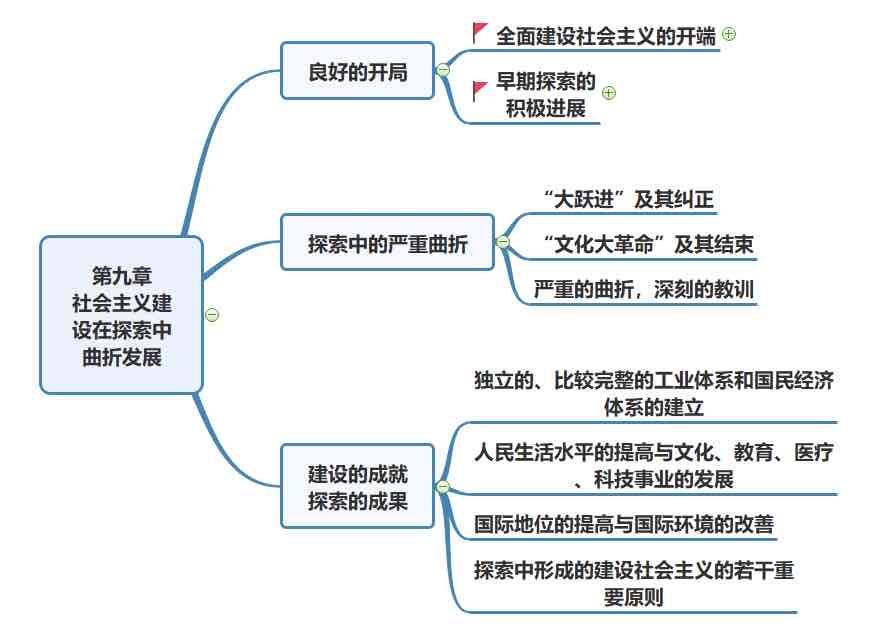 第九章
社会主义建
设在探索中
曲折发展
良好的开局
全面建设社会主义的开端
早期探索的
积极进展
探索中的严重曲折
“大跃进”及其纠正
“文化大革命”及其结束
严重的曲折，深刻的教训
建设的成就
探索的成果
独立的、比较完整的工业体系和国民经济
体系的建立
人民生活水平的提高与文化、教育、医疗
、科技事业的发展
国际地位的提高与国际环境的改善
探索中形成的建设社会主义的若干重
要原则